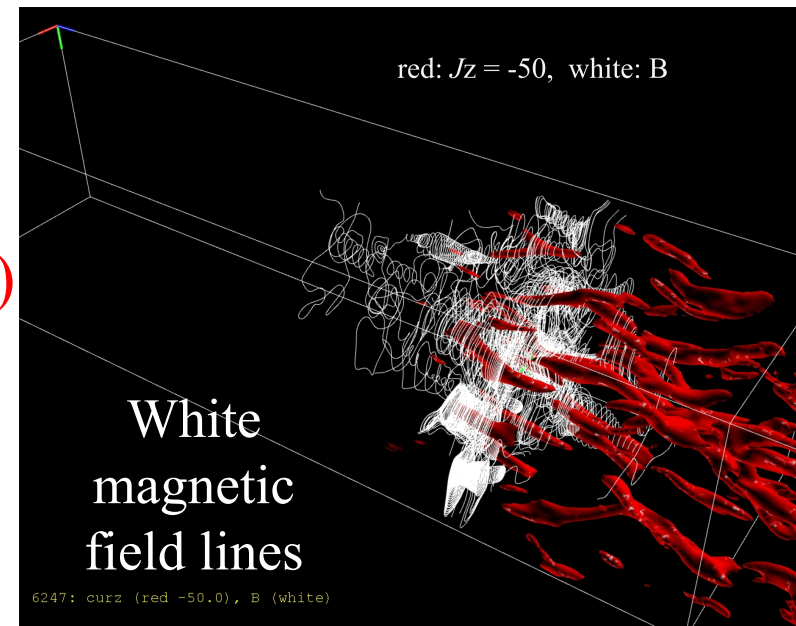 red: Jz = -50, white: B
)
White
magnetic
field lines
6247: curz (red -50.0), B (white)